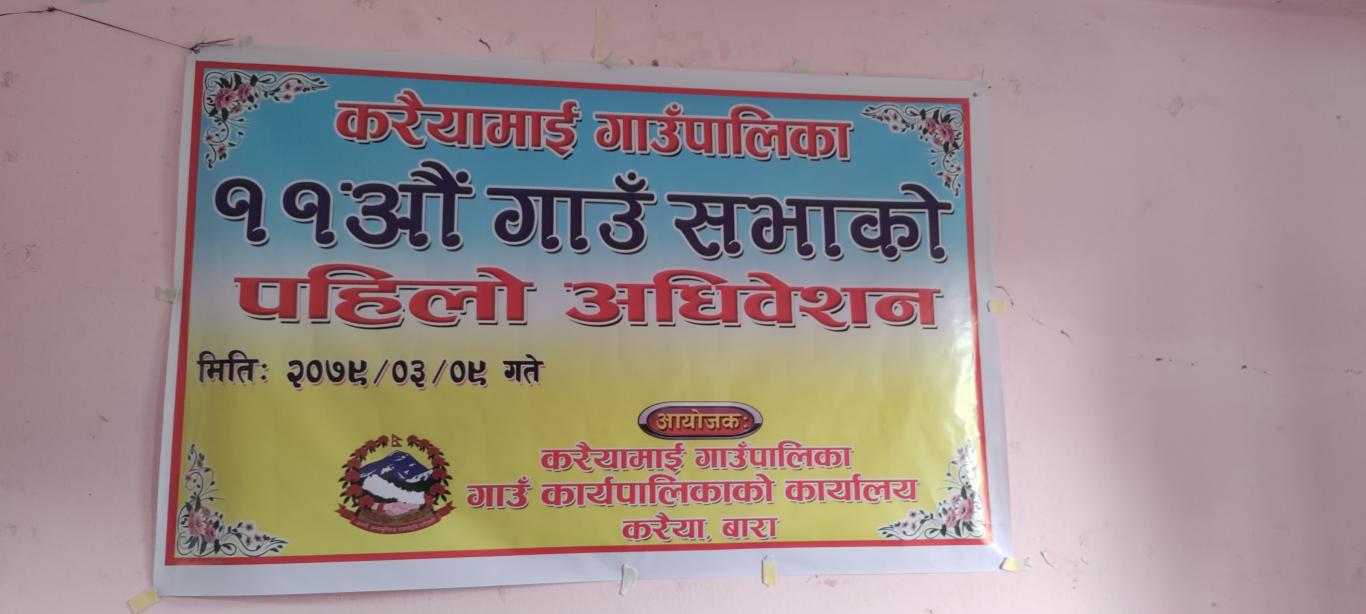 करैयामाई गाउँपालिका
११औं गाउँ सभाको
पहिलो अधिवेशन
मितिः २०७९/०३/०९ गते
आयोजकः
करैयामाई गाउँपालिका
गाउँ कार्यपालिकाको कार्यालय
करैया, बारा